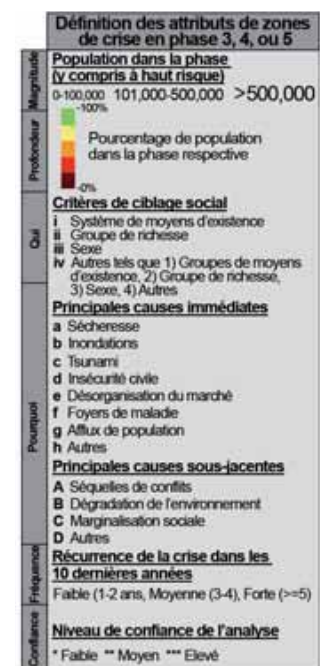 Définition des attributs de zones
de crise en phase 3, 4, ou 5
Magnitude
Population dans la phase
(y compris à haut risque)
0-100,000 101,000-500,000 >500,000
Profondeur
-100%
Pourcentage de population
dans la phase respective
-0%
Qui
Critères de ciblage social
i Système de moyens d'existence
ii Groupe de richesse
iii Sexe
iv Autres tels que 1) Groupes de moyens
d'existence, 2) Groupe de richesse,
3) Sexe, 4) Autres
Pourquoi
Principales causes immédiates
a Sécheresse
b Inondations
c Tsunami
d Insécurité civile
e Désorganisation du marché
f Foyers de maladie
g Afflux de population
h Autres
Principales causes sous-jacentes
A Séquelles de conflits
B Dégradation de l'environnement
C Marginalisation sociale
D Autres
Fréquence
Récurrence de la crise dans les
10 dernières années
Faible (1-2 ans, Moyenne (3-4), Forte (>=5)
Confiance
Niveau de confiance de l'analyse
* Faible ** Moyen *** Elevé